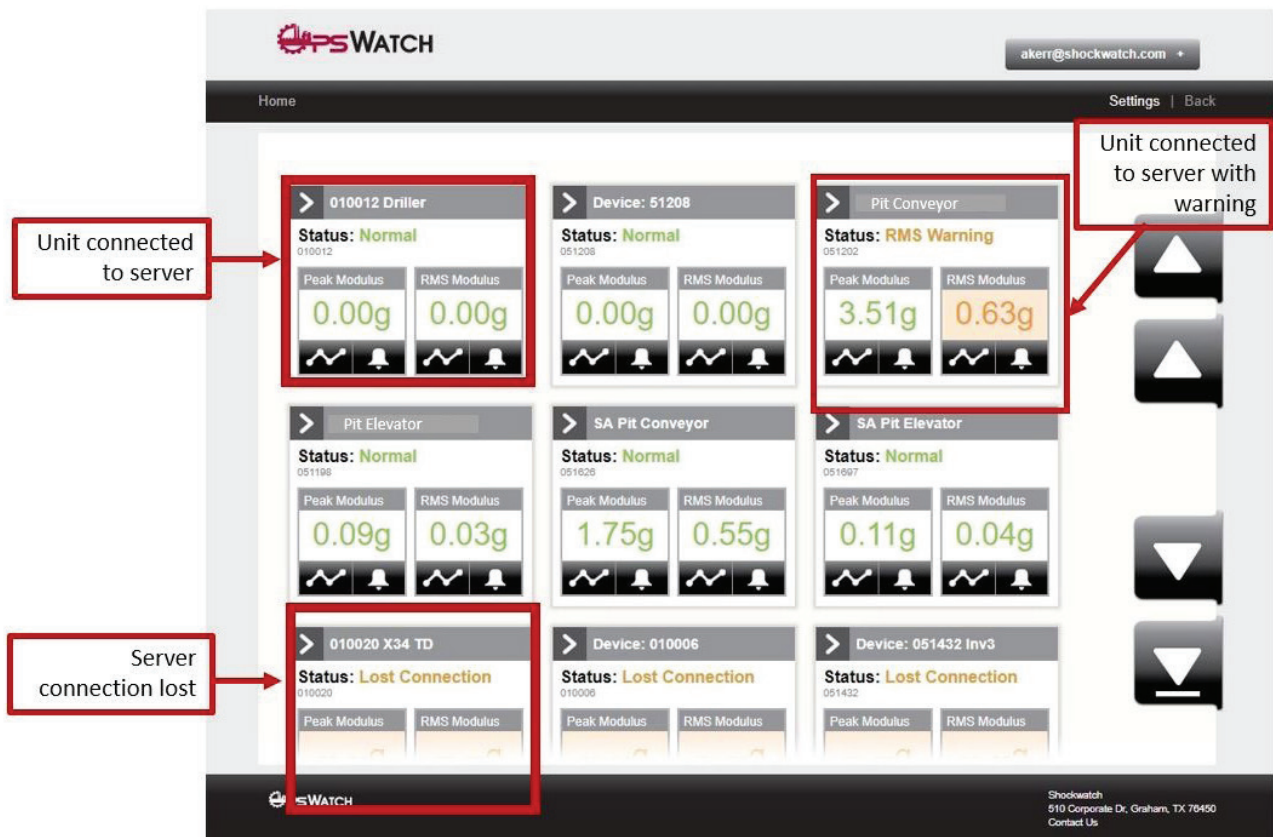 OPSWATCH
akerr@shockwatch.com +
Home
Settings | Back
Unit connected
to server with
warning
Unit connected
to server
010012 Driller
Status: Normal
010012
Peak Modulus RMS Modulus
0.00g 0.00g
Device: 51208
Status: Normal
051208
Peak Modulus RMS Modulus
0.00g 0.00g
Pit Conveyor
Status: RMS Warning
051202
Peak Modulus RMS Modulus
3.51g 0.63g
Pit Elevator
Status: Normal
051198
Peak Modulus RMS Modulus
0.09g 0.03g
SA Pit Conveyor
Status: Normal
051626
Peak Modulus RMS Modulus
1.75g 0.55g
SA Pit Elevator
Status: Normal
051697
Peak Modulus RMS Modulus
0.11g 0.04g
Server
connection lost
010020 X34 TD
Status: Lost Connection
010020
Peak Modulus RMS Modulus
Device: 010006
Status: Lost Connection
010006
Peak Modulus RMS Modulus
Device: 051432 Inv3
Status: Lost Connection
051432
Peak Modulus RMS Modulus
OPSWATCH
Shockwatch
510 Corporate Dr, Graham, TX 76450
Contact Us